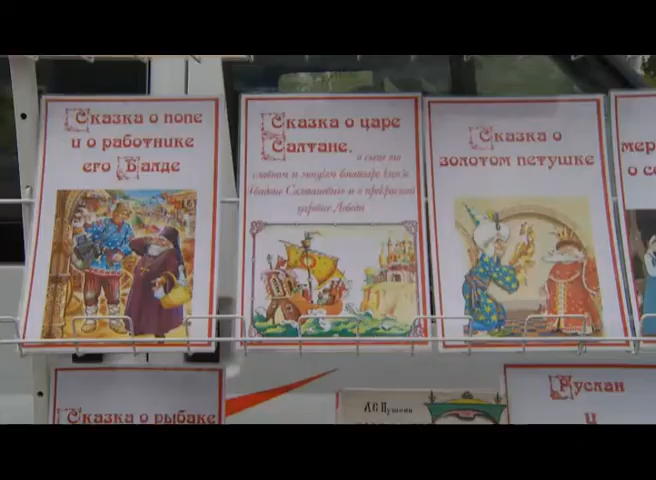 Сказка о попе
и о работнике
его Балде
Сказка о царе
Салтане,
о сыне его
славном и могучем богатыре князе
Гвидоне Салтановиче и о прекрасной
царевне Лебеди
Сказка о
золотом петушке
мер
о с
Сказка о рыбаке
А.С.Пушкин
Руслан
и